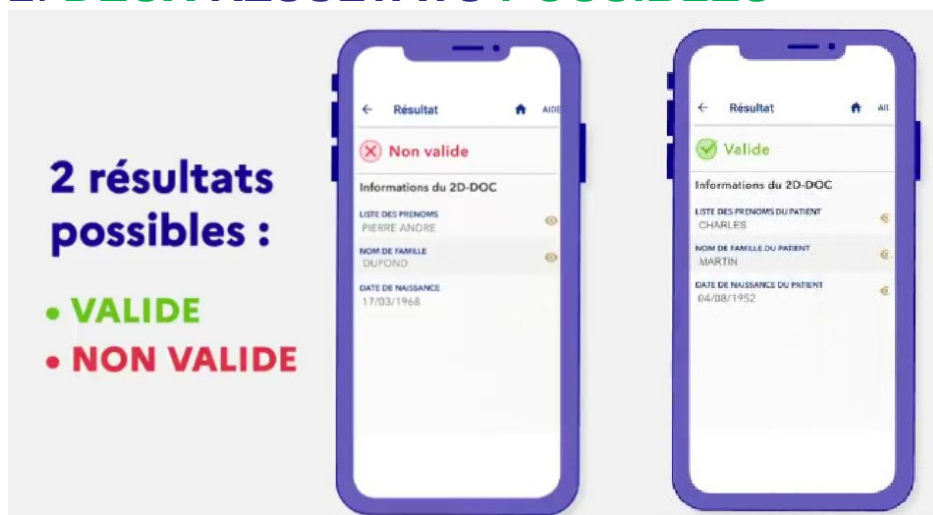 2 résultats
possibles :
• VALIDE
• NON VALIDE
← Résultat AIDE
Non valide
Informations du 2D-DOC
LISTE DES PRENOMS
PIERRE ANDRE
NOM DE FAMILLE
DUPOND
DATE DE NAISSANCE
17/03/1968
← Résultat
Valide
Informations du 2D-DOC
LISTE DES PRENOMS DU PATIENT
CHARLES
NOM DE FAMILLE DU PATIENT
MARTIN
DATE DE NAISSANCE DU PATIENT
04/08/1952